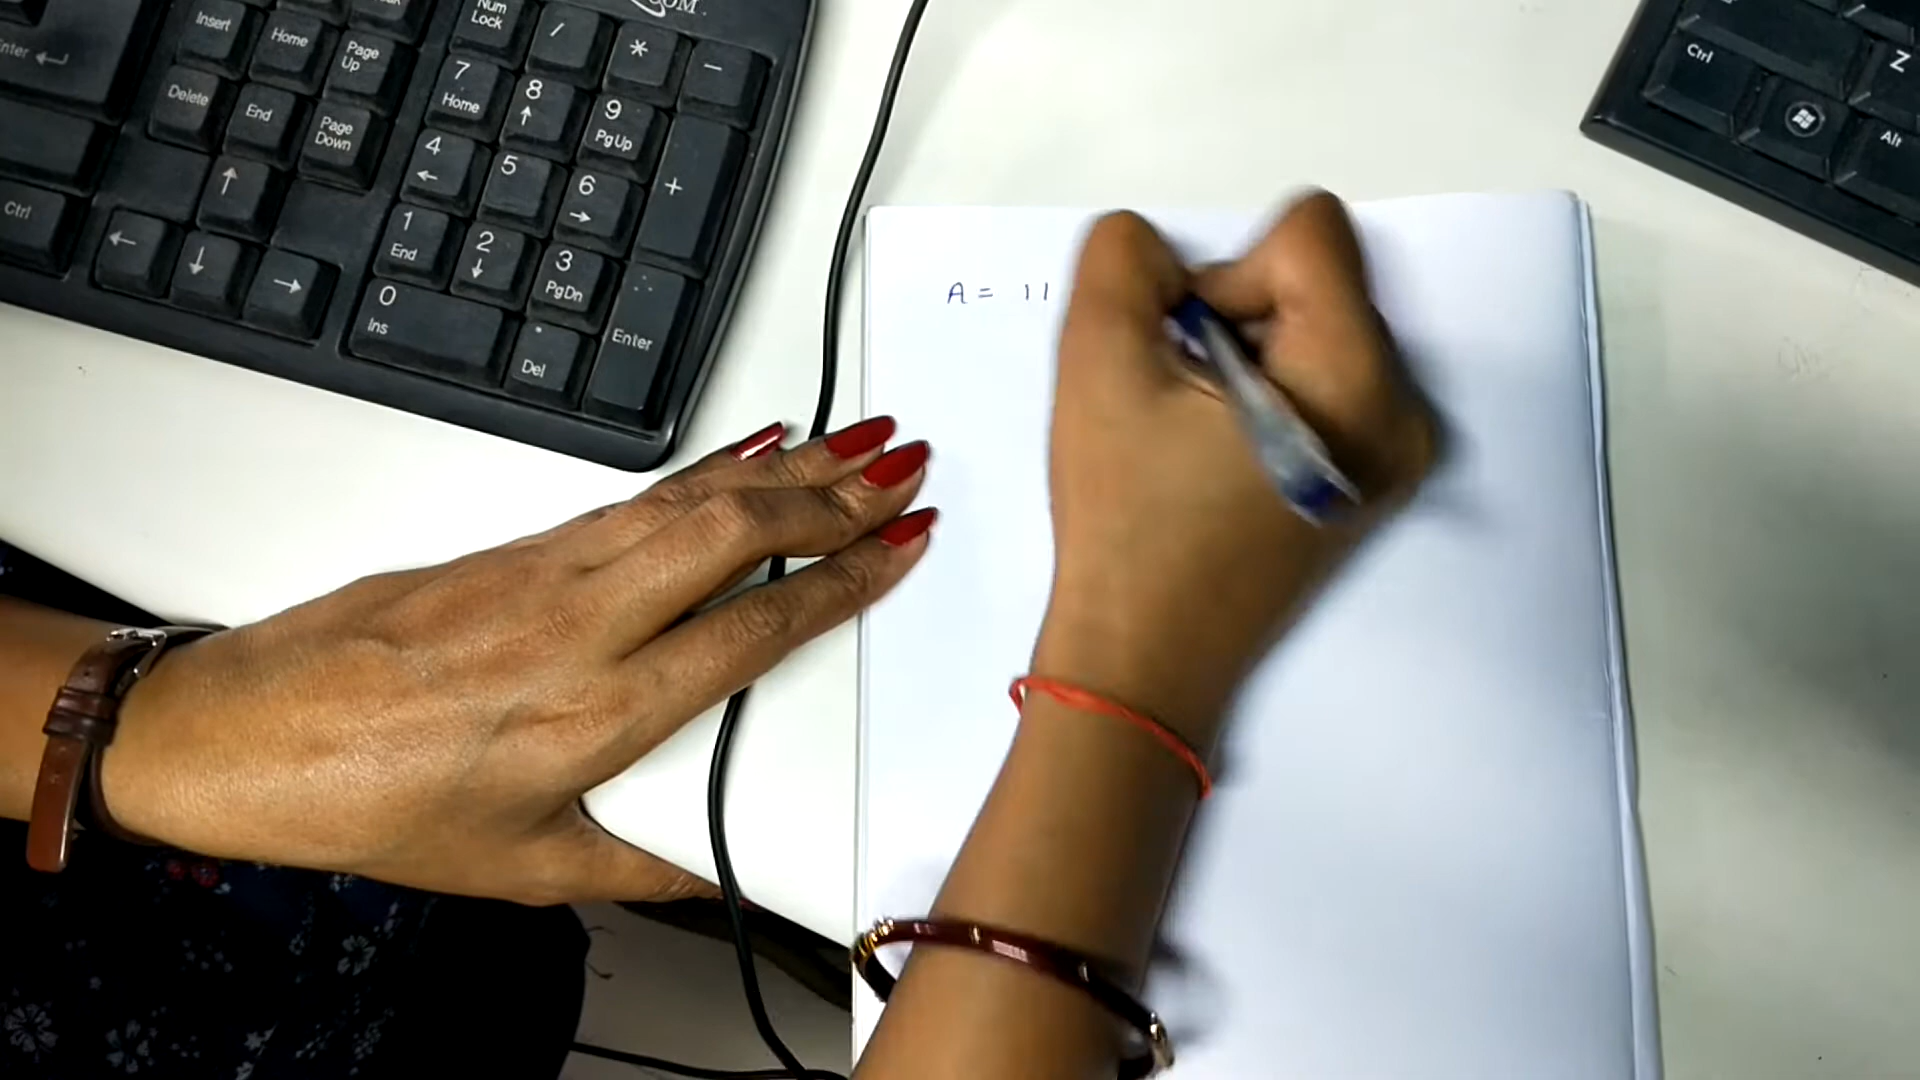 Num Lock
/
*
-
Insert
Home
Page Up
Enter
7 Home
8
9 PgUp
Delete
End
Page Down
4
5
6
+
Ctrl
1 End
2
3 PgDn
0 Ins
Del
Enter
Ctrl
Z
Alt
A = 11